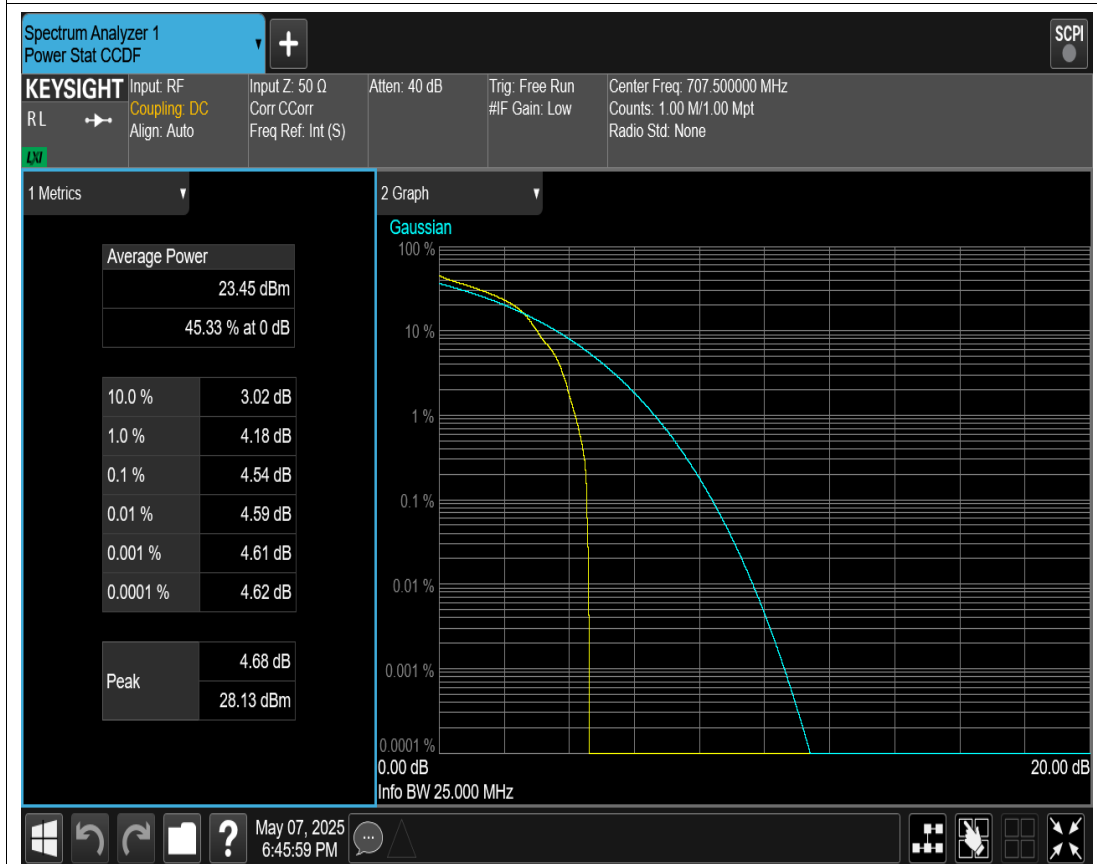 Spectrum Analyzer 1
Power Stat CCDF
SCPI
KEYSIGHT
RL
LXI
Input: RF
Coupling: DC
Align: Auto
Input Z: 50 Ω
Corr CCorr
Freq Ref: Int (S)
Atten: 40 dB
Trig: Free Run
#IF Gain: Low
Center Freq: 707.500000 MHz
Counts: 1.00 M/1.00 Mpt
Radio Std: None
1 Metrics
Average Power
23.45 dBm
45.33 % at 0 dB
10.0 % 3.02 dB
1.0 % 4.18 dB
0.1 % 4.54 dB
0.01 % 4.59 dB
0.001 % 4.61 dB
0.0001 % 4.62 dB
Peak
4.68 dB
28.13 dBm
2 Graph
Gaussian
100 %
10 %
1 %
0.1 %
0.01 %
0.001 %
0.0001 %
0.00 dB 20.00 dB
Info BW 25.000 MHz
?
May 07, 2025
6:45:59 PM